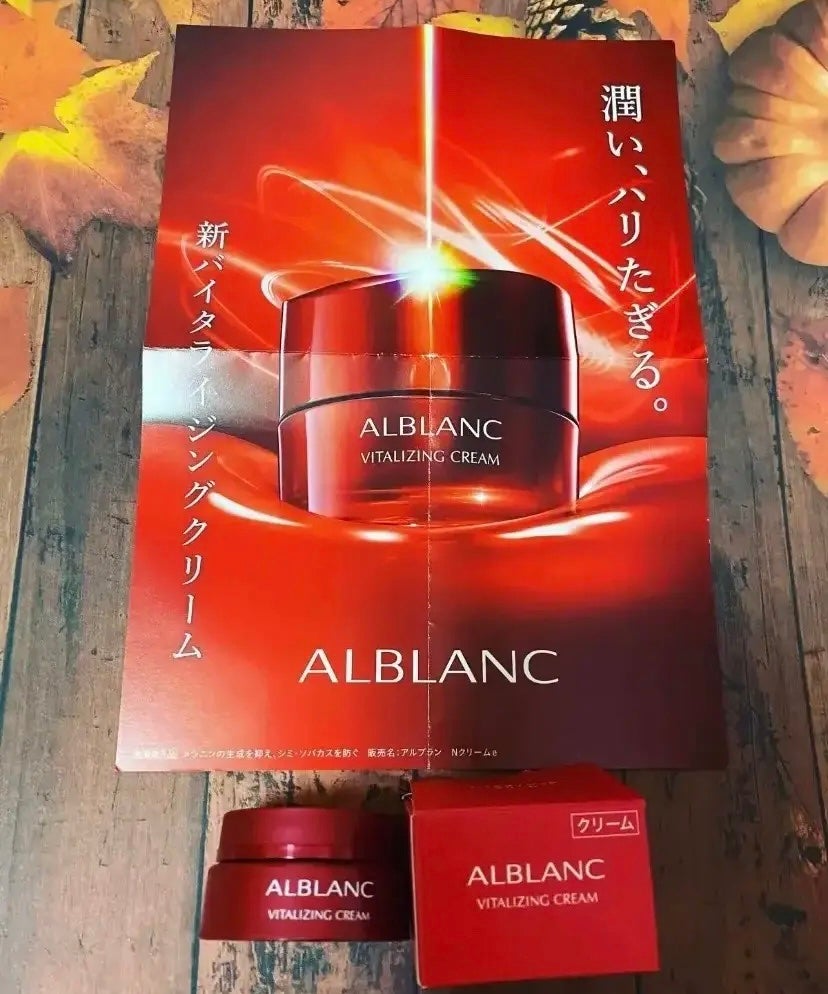 潤い、ハリたぎる。
新バイタライジングクリーム
ALBLANC
VITALIZING CREAM
ALBLANC
メラニンの生成を抑え、シミ・ソバカスを防ぐ 販売名:アルブラン Nクリームe
ALBLANC
VITALIZING CREAM
クリーム
ALBLANC
VITALIZING CREAM